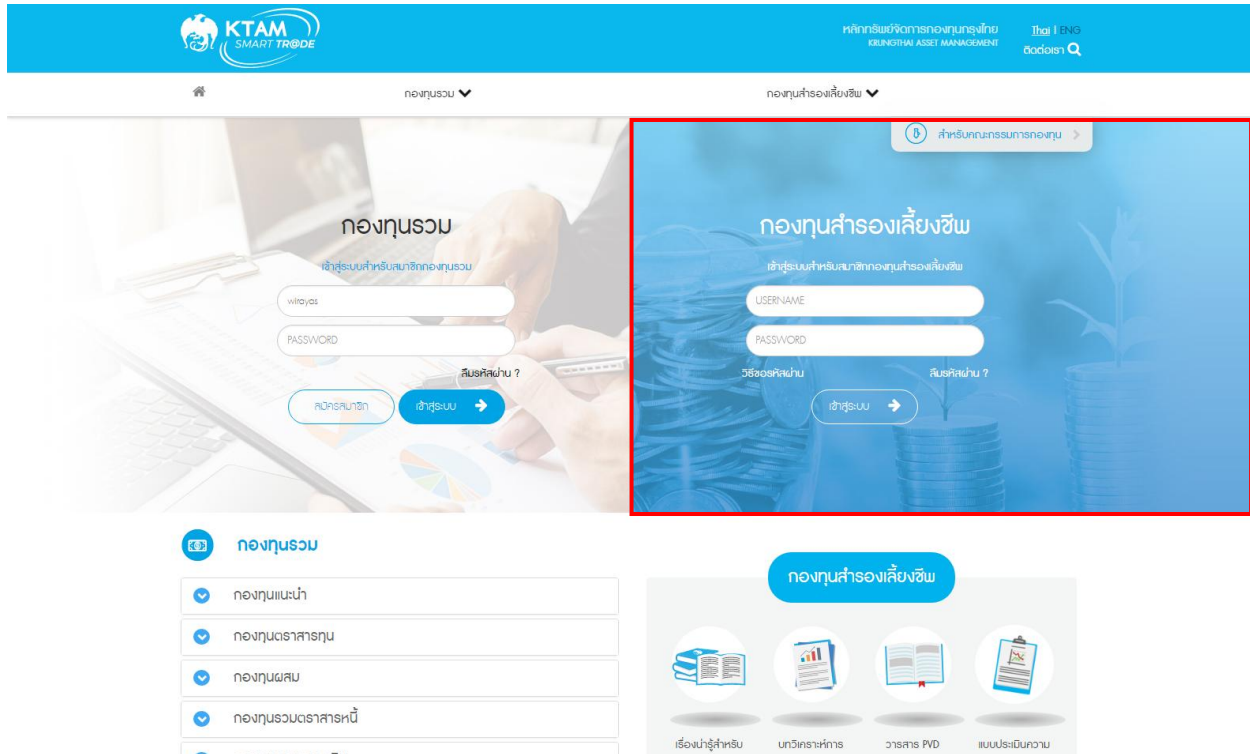 KTAM
SMART TR@DE
หลักทรัพย์จัดการกองทุนกรุงไทย
KRUNGTHAI ASSET MANAGEMENT
Thai | ENG
ติดต่อเรา
กองทุนรวม
กองทุนสำรองเลี้ยงชีพ
สำหรับคณะกรรมการกองทุน
กองทุนรวม
เข้าสู่ระบบสำหรับสมาชิกกองทุนรวม
wirayas
PASSWORD
ลืมรหัสผ่าน ?
สมัครสมาชิก
เข้าสู่ระบบ
กองทุนสำรองเลี้ยงชีพ
เข้าสู่ระบบสำหรับสมาชิกกองทุนสำรองเลี้ยงชีพ
USERNAME
PASSWORD
วิธีขอรหัสผ่าน
ลืมรหัสผ่าน ?
เข้าสู่ระบบ
กองทุนรวม
กองทุนแนะนำ
กองทุนตราสารทุน
กองทุนผสม
กองทุนรวมตราสารหนี้
กองทุนสำรองเลี้ยงชีพ
เรื่องน่ารู้สำหรับ
บทวิเคราะห์การ
วารสาร PVD
แบบประเมินความ